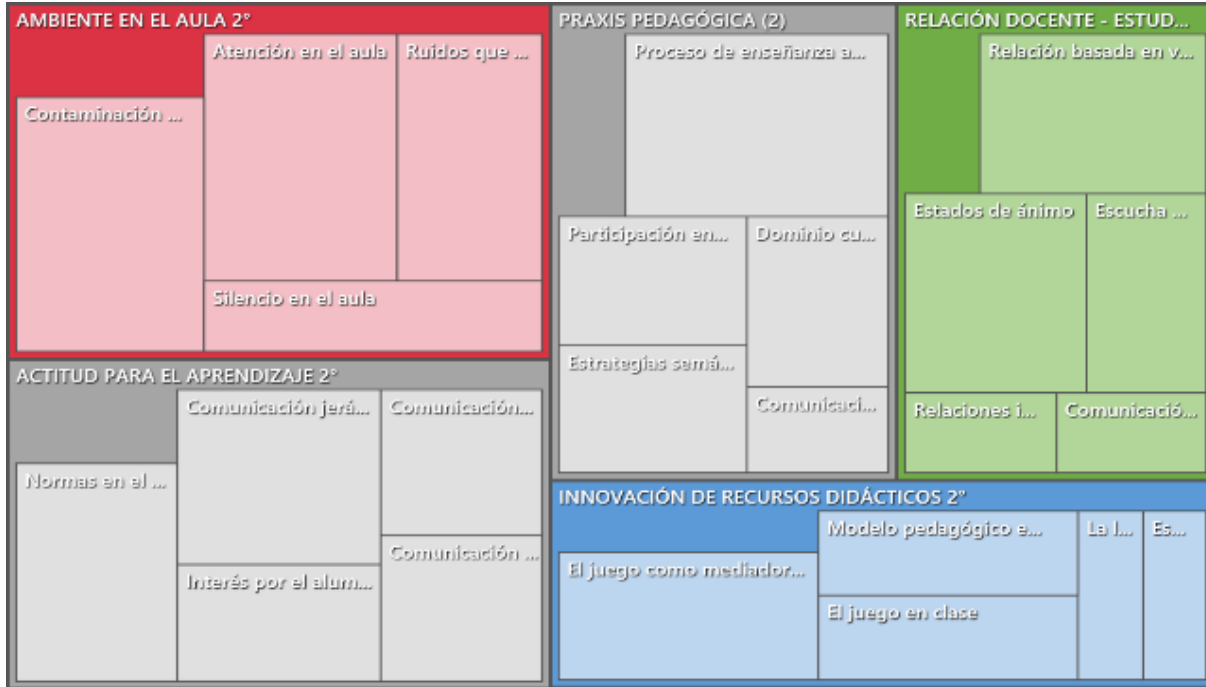 AMBIENTE EN EL AULA 2°
Atención en el aula
Ruidos que ...
Contaminación ...
Silencio en el aula
PRAXIS PEDAGÓGICA (2)
Proceso de enseñanza a...
Participación en...
Dominio cu...
Estrategias semá...
Comunicaci...
RELACIÓN DOCENTE - ESTUD...
Relación basada en v...
Estados de ánimo
Escucha ...
Relaciones i...
Comunicació...
ACTITUD PARA EL APRENDIZAJE 2°
Comunicación jerá...
Comunicación...
Normas en el ...
Comunicación ...
Interés por el alum...
INNOVACIÓN DE RECURSOS DIDÁCTICOS 2°
Modelo pedagógico e...
La l...
Es...
El juego como mediador...
El juego en clase